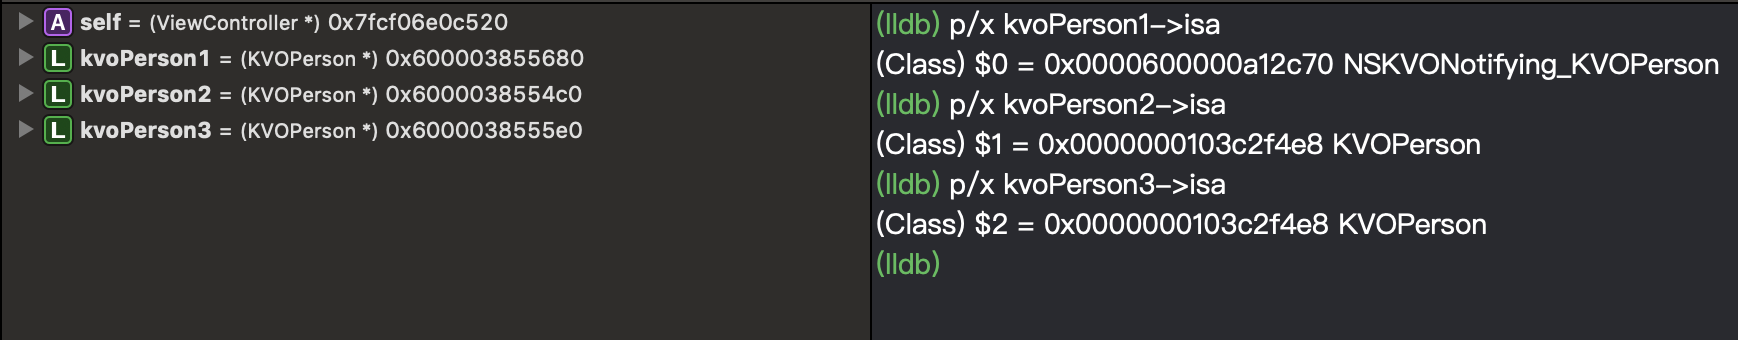 A self = (ViewController *) 0x7fcf06e0c520
L kvoPerson1 = (KVOPerson *) 0x600003855680
L kvoPerson2 = (KVOPerson *) 0x6000038554c0
L kvoPerson3 = (KVOPerson *) 0x6000038555e0
(lldb) p/x kvoPerson1->isa
(Class) $0 = 0x0000600000a12c70 NSKVONotifying_KVOPerson
(lldb) p/x kvoPerson2->isa
(Class) $1 = 0x0000000103c2f4e8 KVOPerson
(lldb) p/x kvoPerson3->isa
(Class) $2 = 0x0000000103c2f4e8 KVOPerson
(lldb)